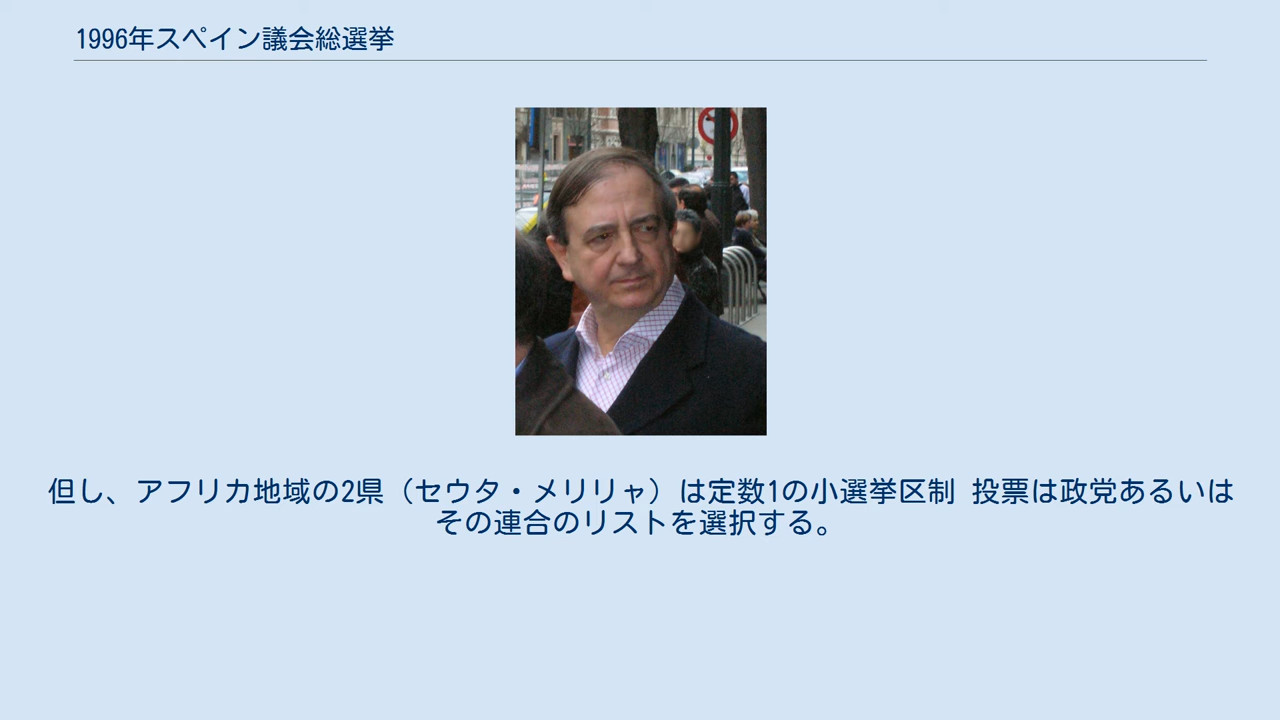 1996年スペイン議会総選挙
但し、アフリカ地域の2県（セウタ・メリリャ）は定数1の小選挙区制 投票は政党あるいは
その連合のリストを選択する。